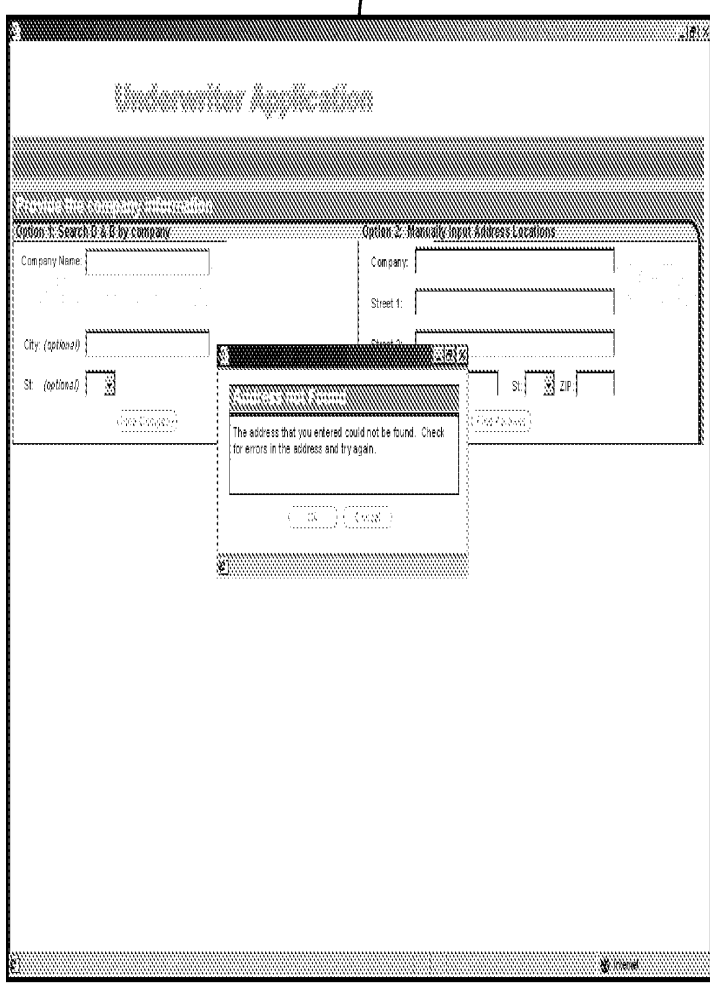 Underwriter Application
Provide the company information
Option 1: Search D & B by company
Company Name:
City: (optional)
St: (optional)
Option 2: Manually Input Address Locations
Company:
Street 1:
Street 2:
St: ZIP:
Address not Found
The address that you entered could not be found. Check
for errors in the address and try again.
OK Cancel
Internet